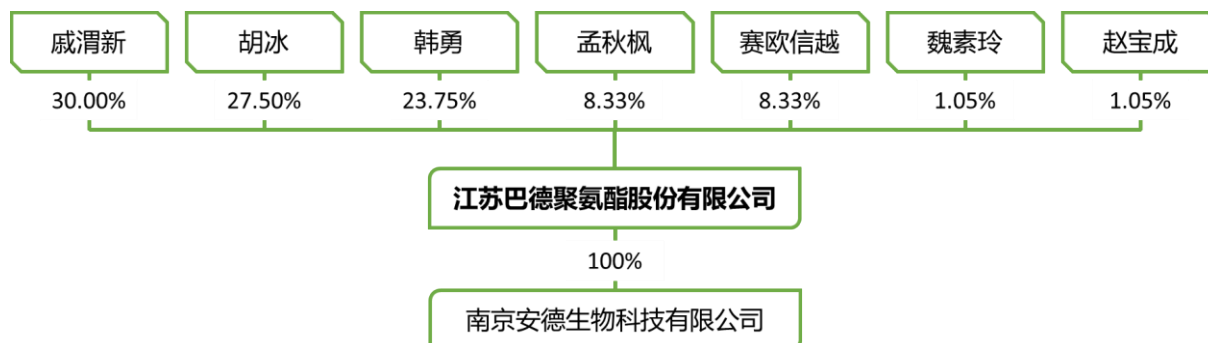 戚渭新 胡冰 韩勇 孟秋枫 赛欧信越 魏素玲 赵宝成
30.00% 27.50% 23.75% 8.33% 8.33% 1.05% 1.05%
江苏巴德聚氨酯股份有限公司
100%
南京安德生物科技有限公司